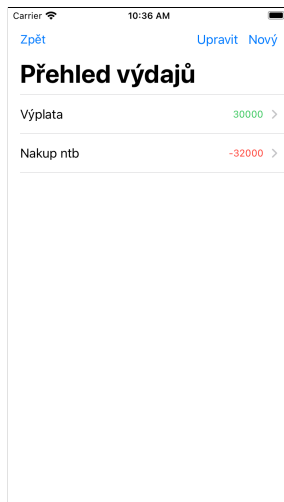 Carrier 10:36 AM
Zpět Upravit Nový
Přehled výdajů
Výplata 30000
Nakup ntb -32000